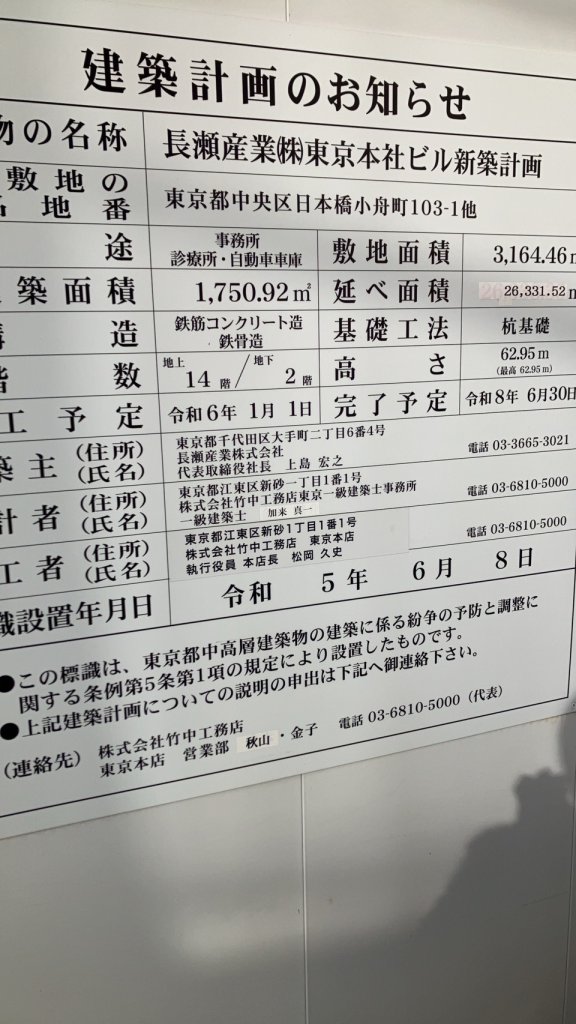 建築計画のお知らせ
物の名称 長瀬産業㈱東京本社ビル新築計画
敷地の
地番 東京都中央区日本橋小舟町103-1他
途 事務所
診療所・自動車車庫 敷地面積 3,164.46m
築面積 1,750.92㎡ 延べ面積 26,331.52m
構造 鉄筋コンクリート造
鉄骨造 基礎工法 杭基礎
階数 地上 14階/地下 2階 高さ 62.95m
(最高 62.95m)
工予定 令和6年 1月 1日 完了予定 令和8年 6月30日
築主 (住所)
(氏名) 東京都千代田区大手町二丁目6番4号
長瀬産業株式会社
代表取締役社長 上島 宏之 電話 03-3665-3021
計者 (住所)
(氏名) 東京都江東区新砂一丁目1番1号
株式会社竹中工務店東京一級建築士事務所
一級建築士 加来 真一 電話 03-6810-5000
工者 (住所)
(氏名) 東京都江東区新砂1丁目1番1号
株式会社竹中工務店 東京本店
執行役員 本店長 松岡 久史 電話 03-6810-5000
識設置年月日 令和 5年 6月 8日
●この標識は、東京都中高層建築物の建築に係る紛争の予防と調整に
関する条例第5条第1項の規定により設置したものです。
●上記建築計画についての説明の申出は下記へ御連絡下さい。
(連絡先) 株式会社竹中工務店
東京本店 営業部 秋山・金子 電話 03-6810-5000(代表)